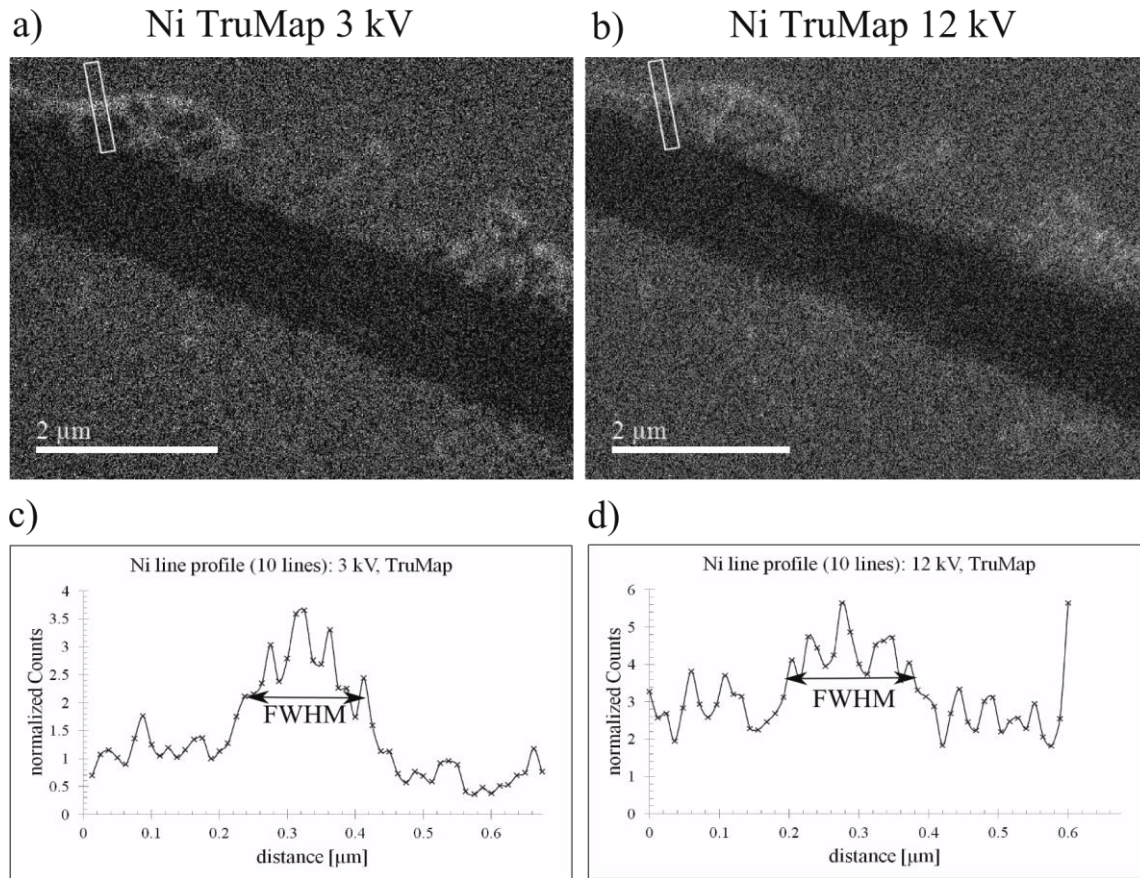 a) Ni TruMap 3 kV
b) Ni TruMap 12 kV
2 µm
2 µm
c)
Ni line profile (10 lines): 3 kV, TruMap
normalized Counts
4
3.5
3
2.5
2
1.5
1
0.5
0
FWHM
0 0.1 0.2 0.3 0.4 0.5 0.6
distance [µm]
d)
Ni line profile (10 lines): 12 kV, TruMap
normalized Counts
6
5
4
3
2
1
0
FWHM
0 0.1 0.2 0.3 0.4 0.5 0.6
distance [µm]